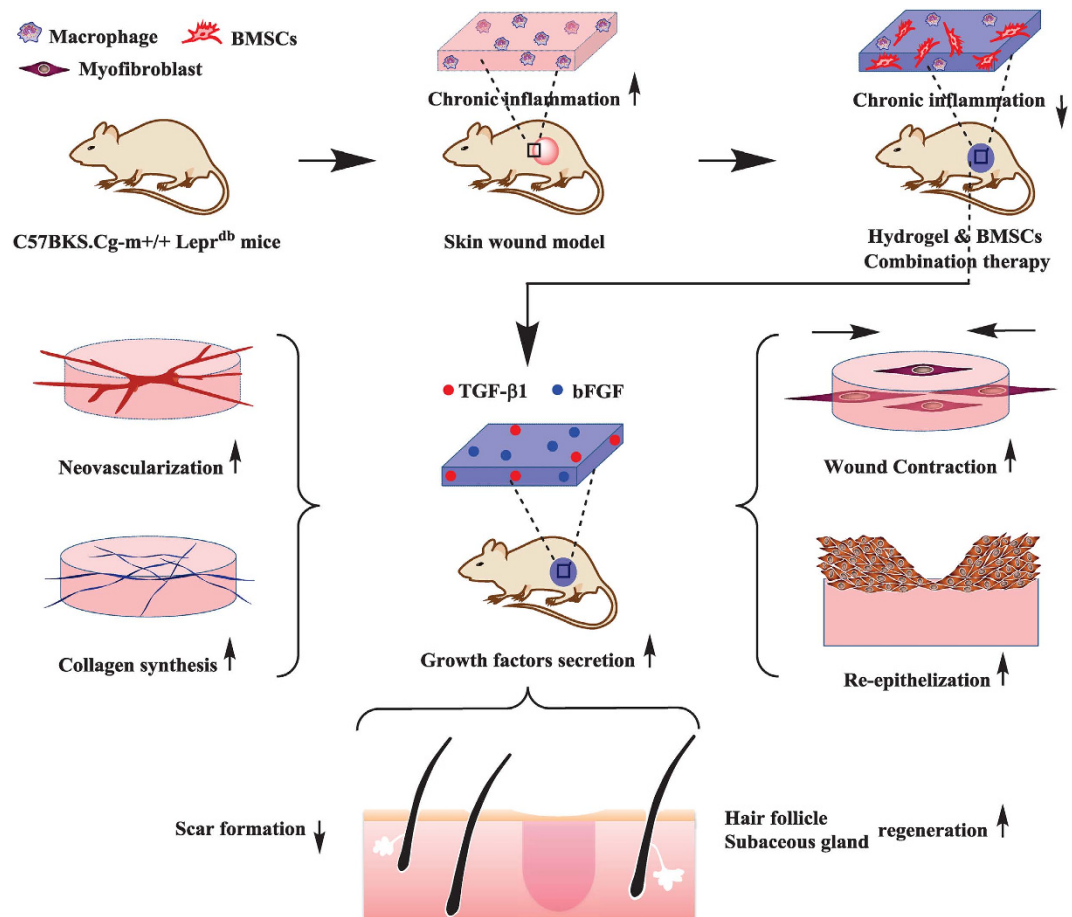 Macrophage
BMSCs
Myofibroblast
Chronic inflammation
Chronic inflammation
C57BKS.Cg-m+/+ Lepr^db mice
Skin wound model
Hydrogel & BMSCs
Combination therapy
TGF-β1
bFGF
Neovascularization
Wound Contraction
Collagen synthesis
Growth factors secretion
Re-epithelization
Scar formation
Hair follicle
Subaceous gland
regeneration